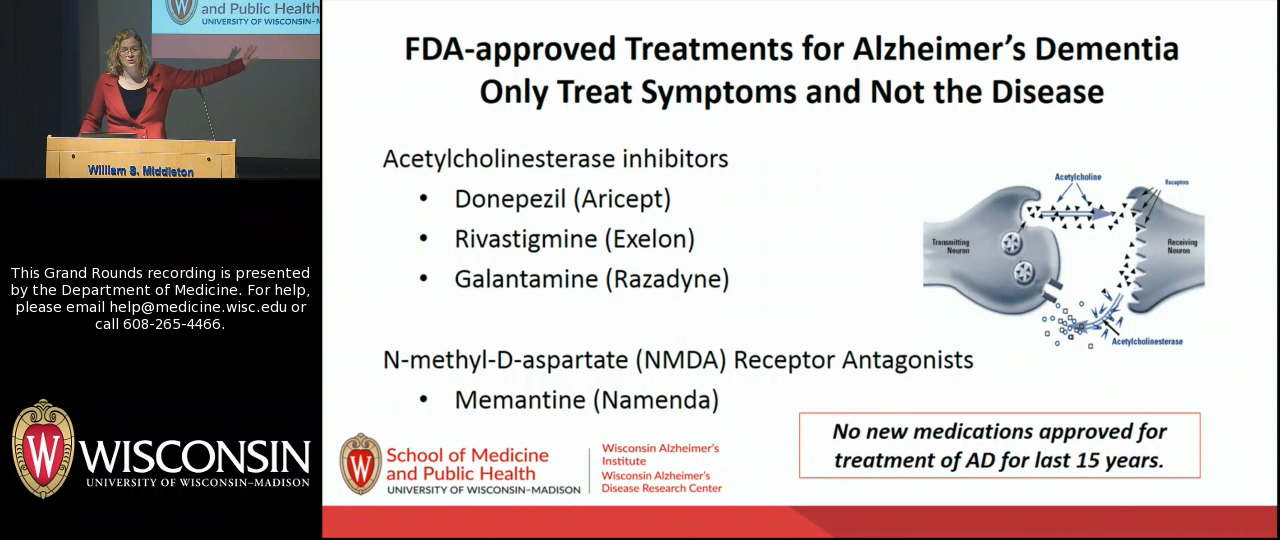 and Public Health
UNIVERSITY OF WISCONSIN–M
William S. Middleton
This Grand Rounds recording is presented
by the Department of Medicine. For help,
please email help@medicine.wisc.edu or
call 608-265-4466.
W
WISCONSIN
UNIVERSITY OF WISCONSIN–MADISON
FDA-approved Treatments for Alzheimer’s Dementia
Only Treat Symptoms and Not the Disease
Acetylcholinesterase inhibitors
• Donepezil (Aricept)
• Rivastigmine (Exelon)
• Galantamine (Razadyne)
Acetylcholine
Receptors
Transmitting
Neuron
Receiving
Neuron
Acetylcholinesterase
N-methyl-D-aspartate (NMDA) Receptor Antagonists
• Memantine (Namenda)
No new medications approved for
treatment of AD for last 15 years.
W
School of Medicine
and Public Health
UNIVERSITY OF WISCONSIN–MADISON
Wisconsin Alzheimer’s
Institute
Wisconsin Alzheimer’s
Disease Research Center